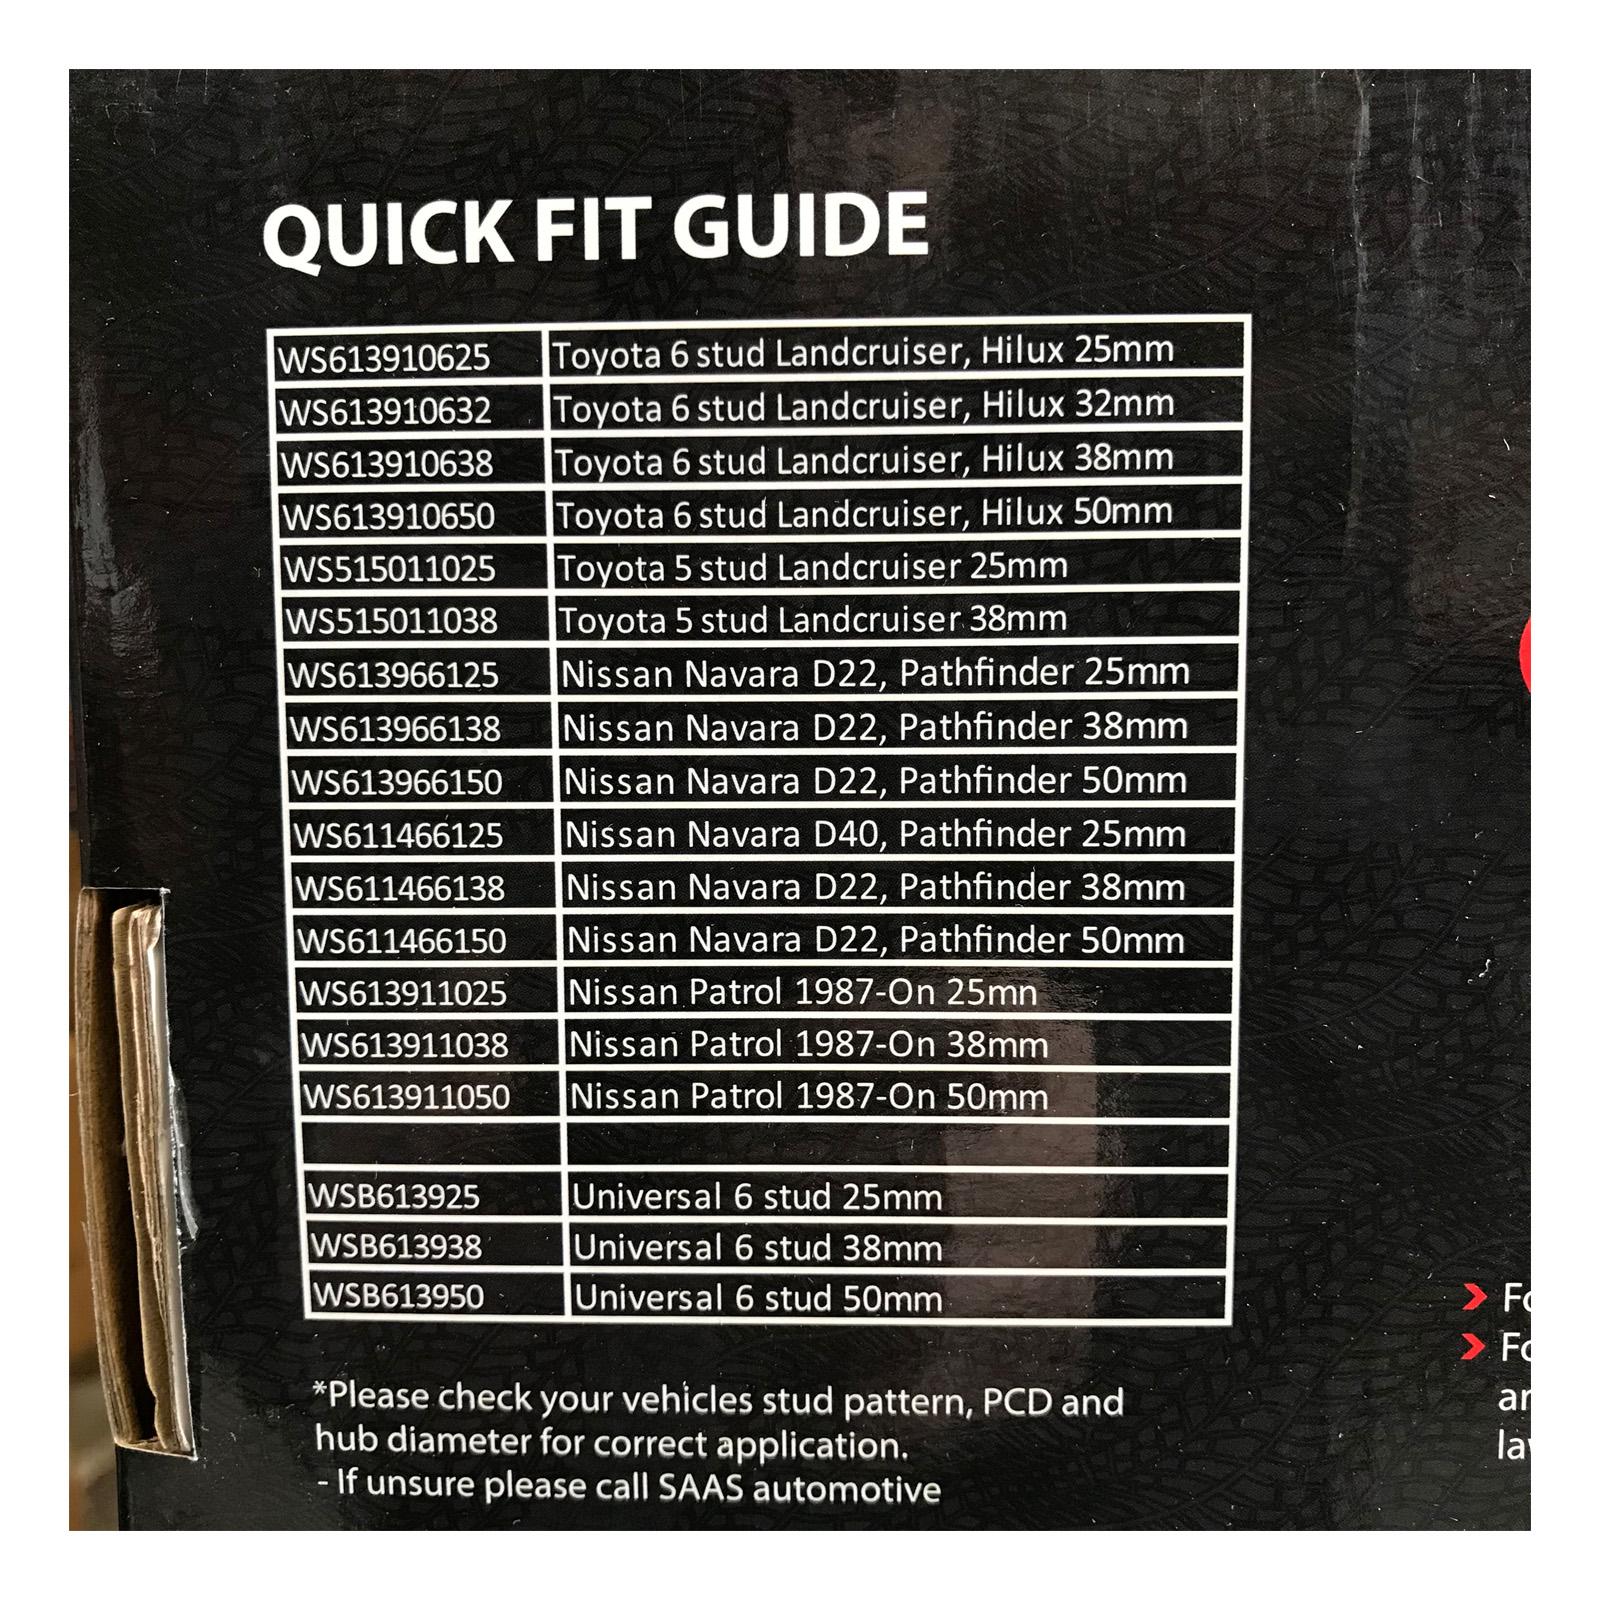 QUICK FIT GUIDE
WS613910625 Toyota 6 stud Landcruiser, Hilux 25mm
WS613910632 Toyota 6 stud Landcruiser, Hilux 32mm
WS613910638 Toyota 6 stud Landcruiser, Hilux 38mm
WS613910650 Toyota 6 stud Landcruiser, Hilux 50mm
WS515011025 Toyota 5 stud Landcruiser 25mm
WS515011038 Toyota 5 stud Landcruiser 38mm
WS613966125 Nissan Navara D22, Pathfinder 25mm
WS613966138 Nissan Navara D22, Pathfinder 38mm
WS613966150 Nissan Navara D22, Pathfinder 50mm
WS611466125 Nissan Navara D40, Pathfinder 25mm
WS611466138 Nissan Navara D22, Pathfinder 38mm
WS611466150 Nissan Navara D22, Pathfinder 50mm
WS613911025 Nissan Patrol 1987-On 25mn
WS613911038 Nissan Patrol 1987-On 38mm
WS613911050 Nissan Patrol 1987-On 50mm
WSB613925 Universal 6 stud 25mm
WSB613938 Universal 6 stud 38mm
WSB613950 Universal 6 stud 50mm
*Please check your vehicles stud pattern, PCD and
hub diameter for correct application.
- If unsure please call SAAS automotive